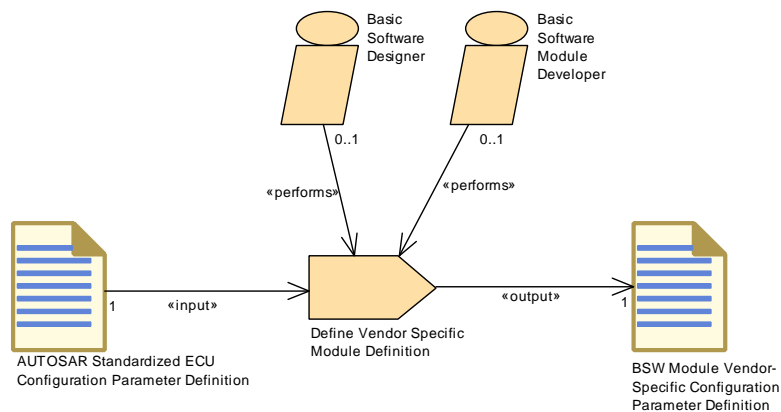 Basic
Software
Designer
Basic
Software
Module
Developer
0..1
0..1
«performs»
«performs»
1
«input»
«output»
1
Define Vendor Specific
Module Definition
AUTOSAR Standardized ECU
Configuration Parameter Definition
BSW Module Vendor-
Specific Configuration
Parameter Definition